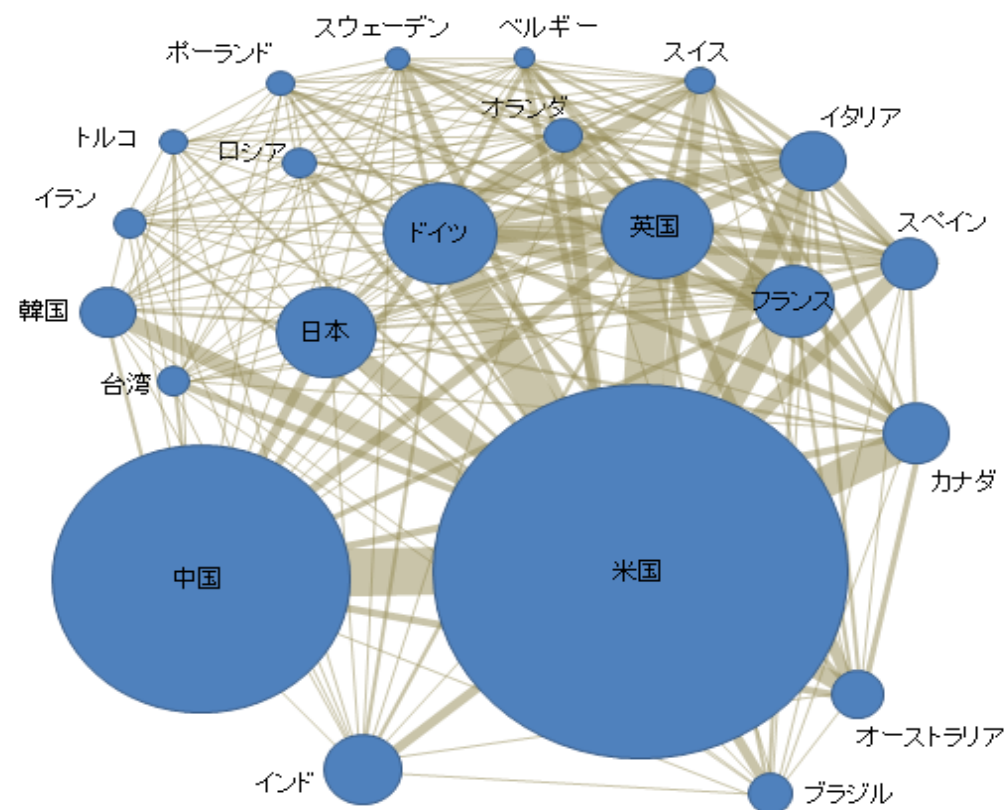 スウェーデン
ベルギー
ポーランド
スイス
オランダ
イタリア
トルコ
ロシア
イラン
スペイン
ドイツ
英国
韓国
日本
フランス
台湾
カナダ
中国
米国
オーストラリア
インド
ブラジル